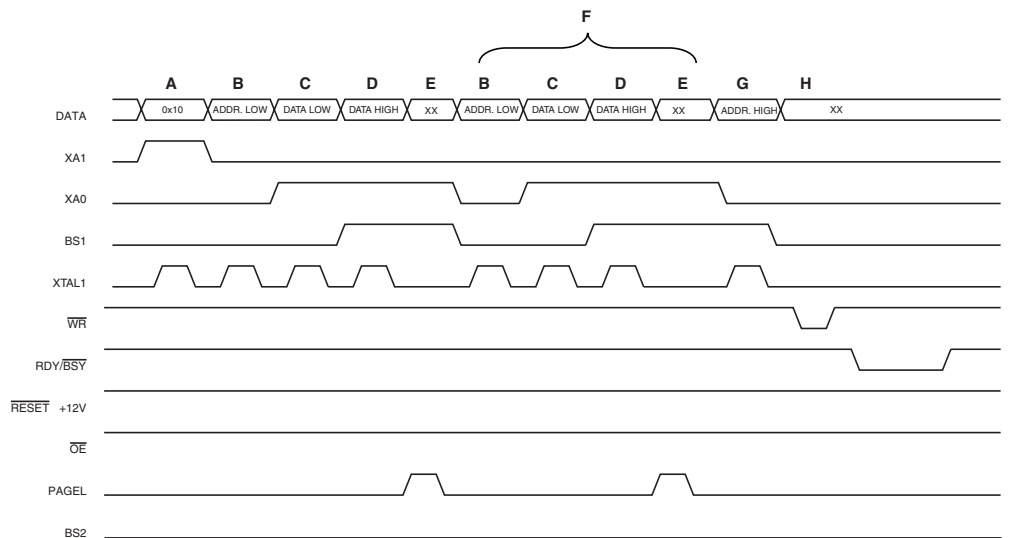 F
A B C D E B C D E G H
DATA 0x10 ADDR. LOW DATA LOW DATA HIGH XX ADDR. LOW DATA LOW DATA HIGH XX ADDR. HIGH XX
XA1
XA0
BS1
XTAL1
WR
RDY/BSY
RESET +12V
OE
PAGEL
BS2